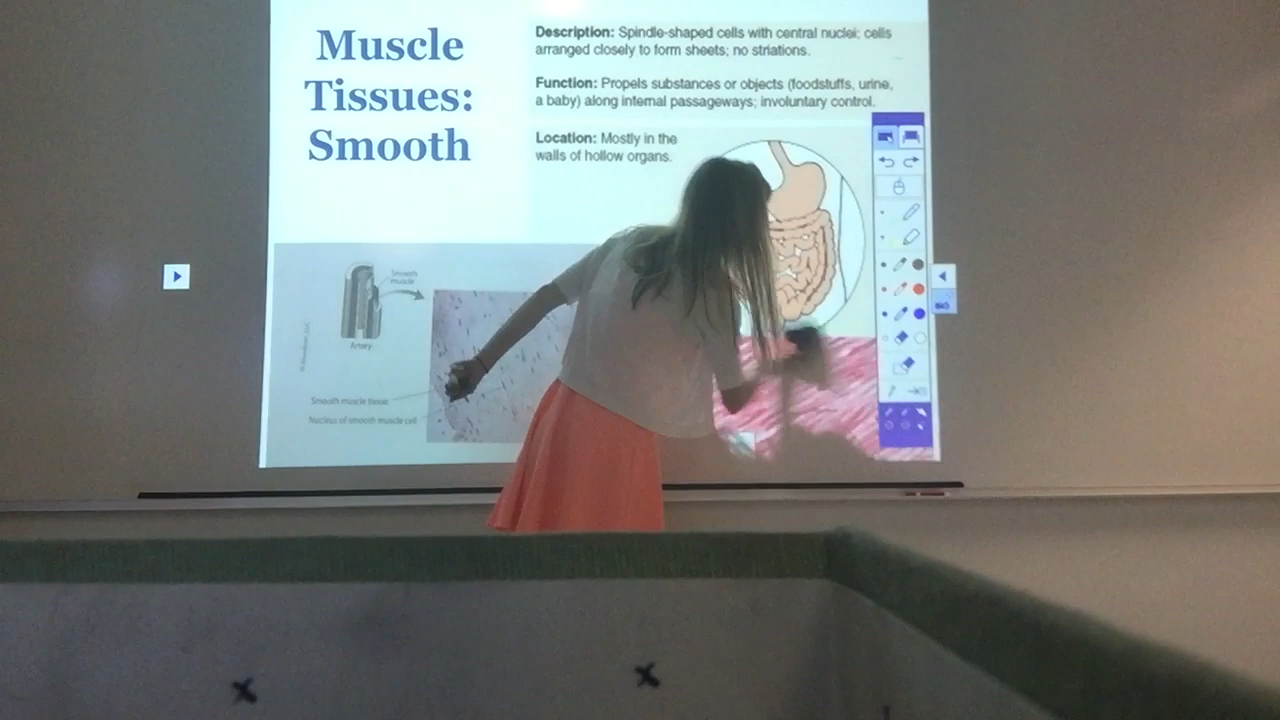 Muscle
Tissues:
Smooth
Description: Spindle-shaped cells with central nuclei; cells
arranged closely to form sheets; no striations.
Function: Propels substances or objects (foodstuffs, urine,
a baby) along internal passageways; involuntary control.
Location: Mostly in the
walls of hollow organs.
Smooth
muscle
Artery
Smooth muscle tissue
Nucleus of smooth muscle cell